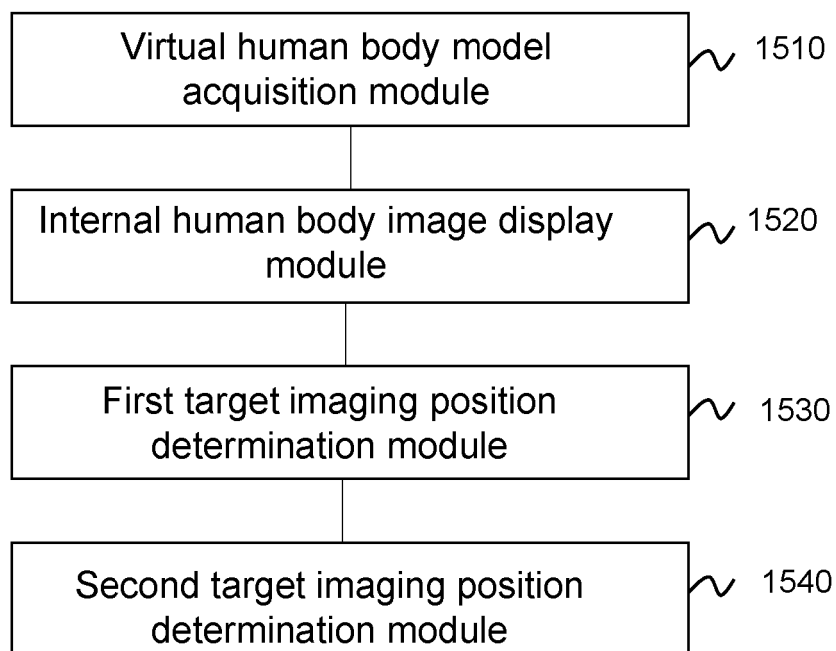 Virtual human body model
acquisition module
1510
Internal human body image display
module
1520
First target imaging position
determination module
1530
Second target imaging position
determination module
1540